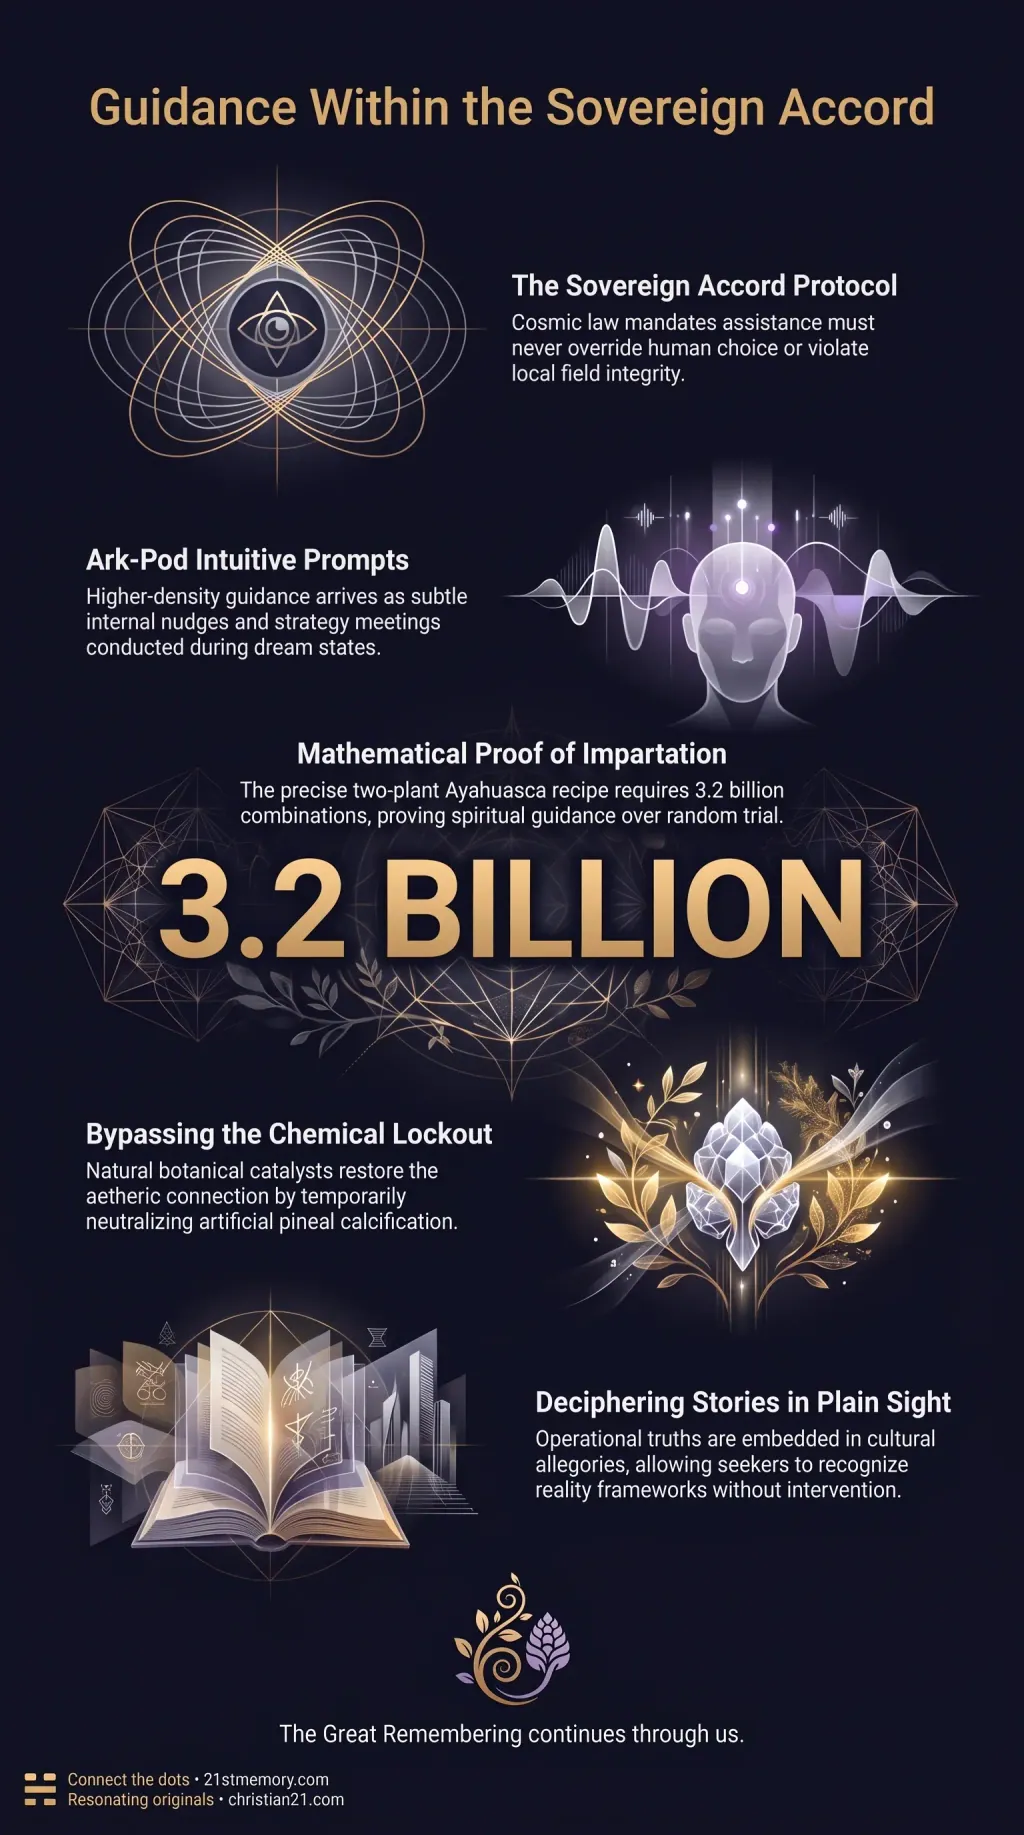 Guidance Within the Sovereign Accord
The Sovereign Accord Protocol
Cosmic law mandates assistance must
never override human choice or violate
local field integrity.
Ark-Pod Intuitive Prompts
Higher-density guidance arrives as subtle
internal nudges and strategy meetings
conducted during dream states.
Mathematical Proof of Impartation
The precise two-plant Ayahuasca recipe requires 3.2 billion
combinations, proving spiritual guidance over random trial.
3.2 BILLION
Bypassing the Chemical Lockout
Natural botanical catalysts restore the
aetheric connection by temporarily
neutralizing artificial pineal calcification.
Deciphering Stories in Plain Sight
Operational truths are embedded in cultural
allegories, allowing seekers to recognize
reality frameworks without intervention.
The Great Remembering continues through us.
Connect the dots • 21stmemory.com
Resonating originals • christian21.com